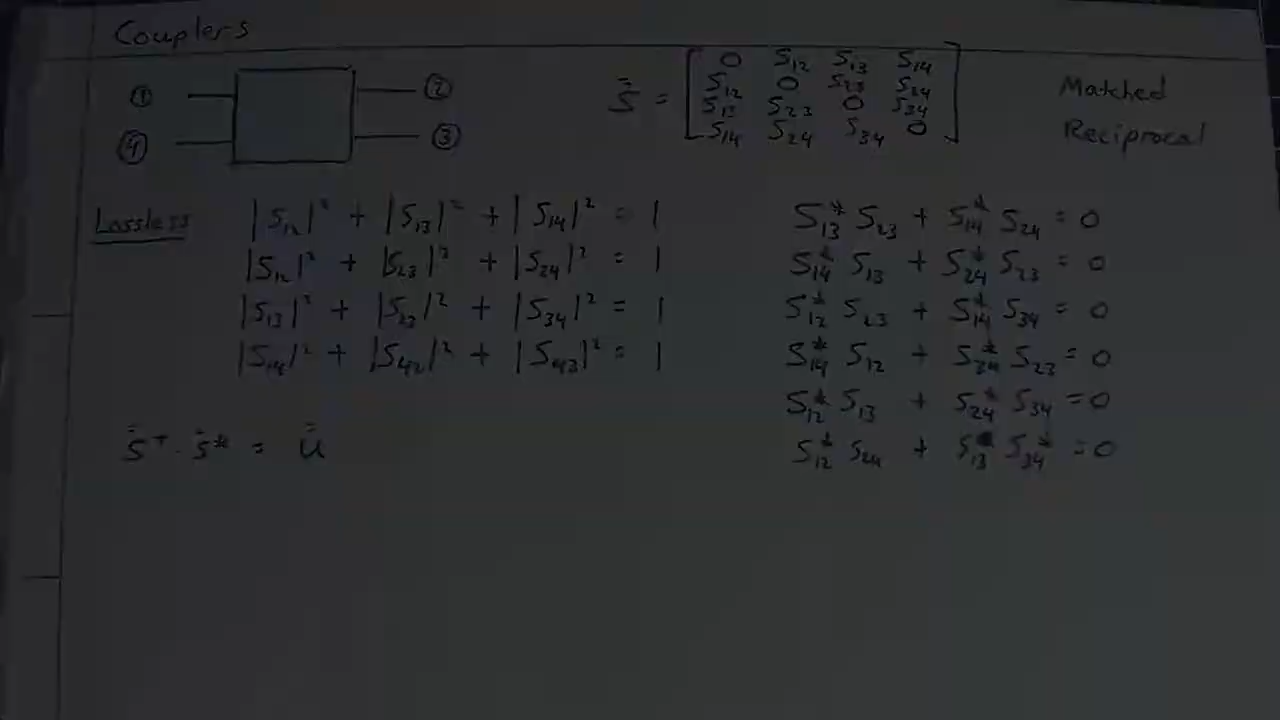 Couplers
① ②
④ ③
S̿ = [ 0 S₁₂ S₁₃ S₁₄
S₁₂ 0 S₂₃ S₂₄
S₁₃ S₂₃ 0 S₃₄
S₁₄ S₂₄ S₃₄ 0 ]
Matched
Reciprocal
Lossless
|S₁₂|² + |S₁₃|² + |S₁₄|² = 1
|S₁₂|² + |S₂₃|² + |S₂₄|² = 1
|S₁₃|² + |S₂₃|² + |S₃₄|² = 1
|S₁₄|² + |S₄₂|² + |S₄₃|² = 1
S₁₃* S₂₃ + S₁₄* S₂₄ = 0
S₁₄* S₁₃ + S₂₄* S₂₃ = 0
S₁₂* S₂₃ + S₁₄* S₃₄ = 0
S₁₄* S₁₂ + S₃₄* S₂₃ = 0
S₁₂* S₁₃ + S₂₄* S₃₄ = 0
S₁₂* S₂₄ + S₁₃ S₃₄* = 0
S̿ᵀ · S̿* = U̿